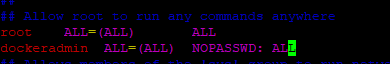 ##
## Allow root to run any commands anywhere
root    ALL=(ALL)       ALL
dockeradmin  ALL=(ALL)  NOPASSWD: ALL